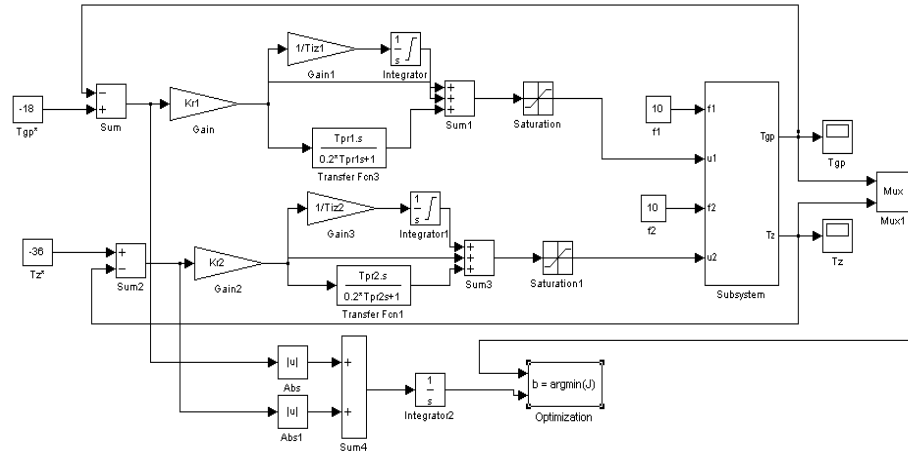 1/Tiz1
1
s
Gain1
Integrator
-18
Tgp*
−
+
Sum
Kr1
Gain
+
+
+
Sum1
Saturation
Tpr1.s
0.2*Tpr1s+1
Transfer Fcn3
10
f1
f1
u1
10
f2
f2
u2
Tgp
Tz
Subsystem
Tgp
Tz
Mux
Mux1
1/Tiz2
Gain3
1
s
Integrator1
-36
Tz*
+
−
Sum2
Kr2
Gain2
+
+
+
Sum3
Saturation1
Tpr2.s
0.2*Tpr2s+1
Transfer Fcn1
|u|
Abs
|u|
Abs1
+
+
Sum4
1
s
Integrator2
b = argmin(J)
Optimization